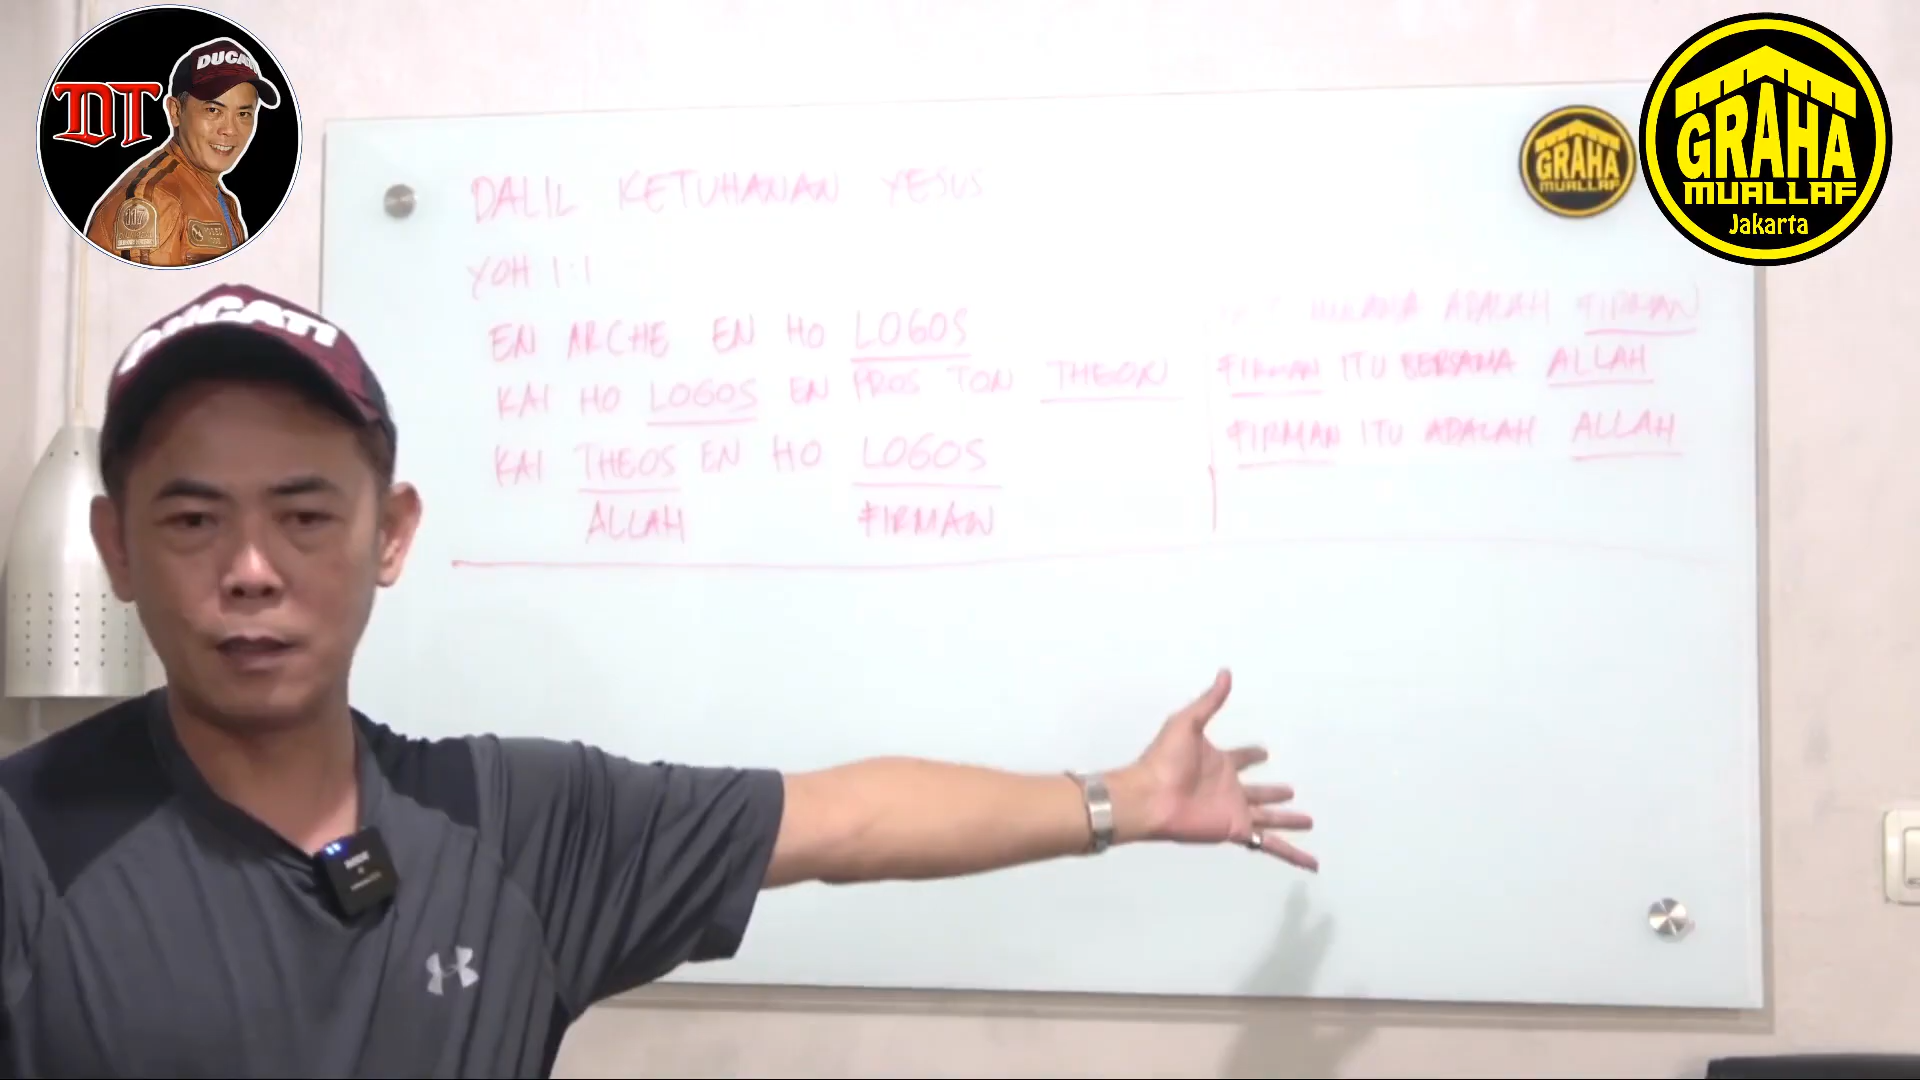 DT
DUCATI
GRAHA
MUALLAF
Jakarta
GRAHA
MUALLAF
DUCATI
DALIL KETUHANAN YESUS
YOH 1:1
EN ARCHE EN HO LOGOS
KAI HO LOGOS EN PROS TON THEON
KAI THEOS EN HO LOGOS
ALLAH FIRMAN
MULANYA ADALAH FIRMAN
FIRMAN ITU BERSAMA ALLAH
FIRMAN ITU ADALAH ALLAH